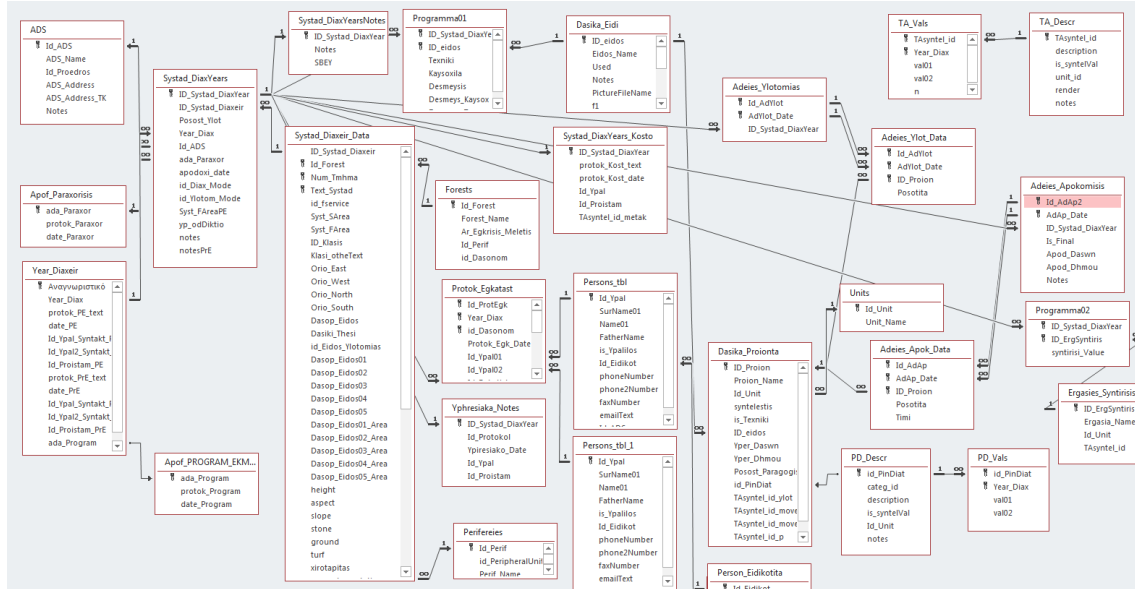 ADS
Id_ADS
ADS_Name
Id_Proedros
ADS_Address
ADS_Address_TK
Notes
Apof_Paraxorisis
ada_Paraxor
protok_Paraxor
date_Paraxor
Year_Diaxeir
Αναγνωριστικό
Year_Diax
protok_PE_text
date_PE
Id_Ypal_Syntakt_I
Id_Ypal2_Syntakt_
Id_Proistam_PE
protok_PrE_text
date_PrE
Id_Ypal_Syntakt_F
Id_Ypal2_Syntakt_
Id_Proistam_PrE
ada_Program
Systad_DiaxYears
ID_Systad_DiaxYear
ID_Systad_Diaxeir
Posost_Ylot
Year_Diax
Id_ADS
ada_Paraxor
apodoxi_date
id_Diax_Mode
id_Ylotom_Mode
Syst_FAreaPE
yp_odDiktio
notes
notesPrE
Apof_PROGRAM_EKM...
ada_Program
protok_Program
date_Program
Systad_DiaxYearsNotes
ID_Systad_DiaxYear
Notes
SBEY
Systad_Diaxeir_Data
ID_Systad_Diaxeir
Id_Forest
Num_Tmhma
Text_Systad
id_fservice
Syst_SArea
Syst_FArea
ID_Klasis
Klasi_otheText
Orio_East
Orio_West
Orio_North
Orio_South
Dasop_Eidos
Dasiki_Thesi
id_Eidos_Ylotomias
Dasop_Eidos01
Dasop_Eidos02
Dasop_Eidos03
Dasop_Eidos04
Dasop_Eidos05
Dasop_Eidos01_Area
Dasop_Eidos02_Area
Dasop_Eidos03_Area
Dasop_Eidos04_Area
Dasop_Eidos05_Area
height
aspect
slope
stone
ground
turf
xirotapitas
Programma01
ID_Systad_DiaxYe
ID_eidos
Texniki
Kaysoxila
Desmeysis
Desmeys_Kaysox
Forests
Id_Forest
Forest_Name
Ar_Egkrisis_Meletis
Id_Perif
id_Dasonom
Protok_Egkatast
Id_ProtEgk
Year_Diax
id_Dasonom
Protok_Egk_Date
Id_Ypal01
Id_Ypal02
Yphresiaka_Notes
ID_Systad_DiaxYear
Id_Protokol
Ypiresiako_Date
Id_Ypal
Id_Proistam
Perifereies
Id_Perif
id_PeripheralUnit
Perif_Name
Dasika_Eidi
ID_eidos
Eidos_Name
Used
Notes
PictureFileName
f1
Systad_DiaxYears_Kosto
ID_Systad_DiaxYear
protok_Kost_text
protok_Kost_date
Id_Ypal
Id_Proistam
TAsyntel_id_metak
Persons_tbl
Id_Ypal
SurName01
Name01
FatherName
is_Ypalilos
Id_Eidikot
phoneNumber
phone2Number
faxNumber
emailText
Persons_tbl_1
Id_Ypal
SurName01
Name01
FatherName
is_Ypalilos
Id_Eidikot
phoneNumber
phone2Number
faxNumber
emailText
Adeies_Ylotomias
Id_AdYlot
AdYlot_Date
ID_Systad_DiaxYear
Dasika_Proionta
ID_Proion
Proion_Name
Id_Unit
syntelestis
is_Texniki
ID_eidos
Yper_Daswn
Yper_Dhmou
Posost_Paragogis
id_PinDiat
TAsyntel_id_ylot
TAsyntel_id_move
TAsyntel_id_move
TAsyntel_id_p
Person_Eidikotita
Id_Eidikot
TA_Vals
TAsyntel_id
Year_Diax
val01
val02
n
TA_Descr
TAsyntel_id
description
is_syntelVal
unit_id
render
notes
Adeies_Ylot_Data
Id_AdYlot
AdYlot_Date
ID_Proion
Posotita
Units
Id_Unit
Unit_Name
Adeies_Apok_Data
Id_AdAp
AdAp_Date
ID_Proion
Posotita
Timi
PD_Descr
id_PinDiat
categ_id
description
is_syntelVal
Id_Unit
notes
PD_Vals
id_PinDiat
Year_Diax
val01
val02
Adeies_Apokomisis
Id_AdAp2
AdAp_Date
ID_Systad_DiaxYear
Is_Final
Apod_Daswn
Apod_Dhmou
Notes
Programma02
ID_Systad_DiaxYear
ID_ErgSyntiris
syntirisi_Value
Ergasies_Syntirisis
ID_ErgSyntiris
Ergasia_Name
Id_Unit
TAsyntel_id